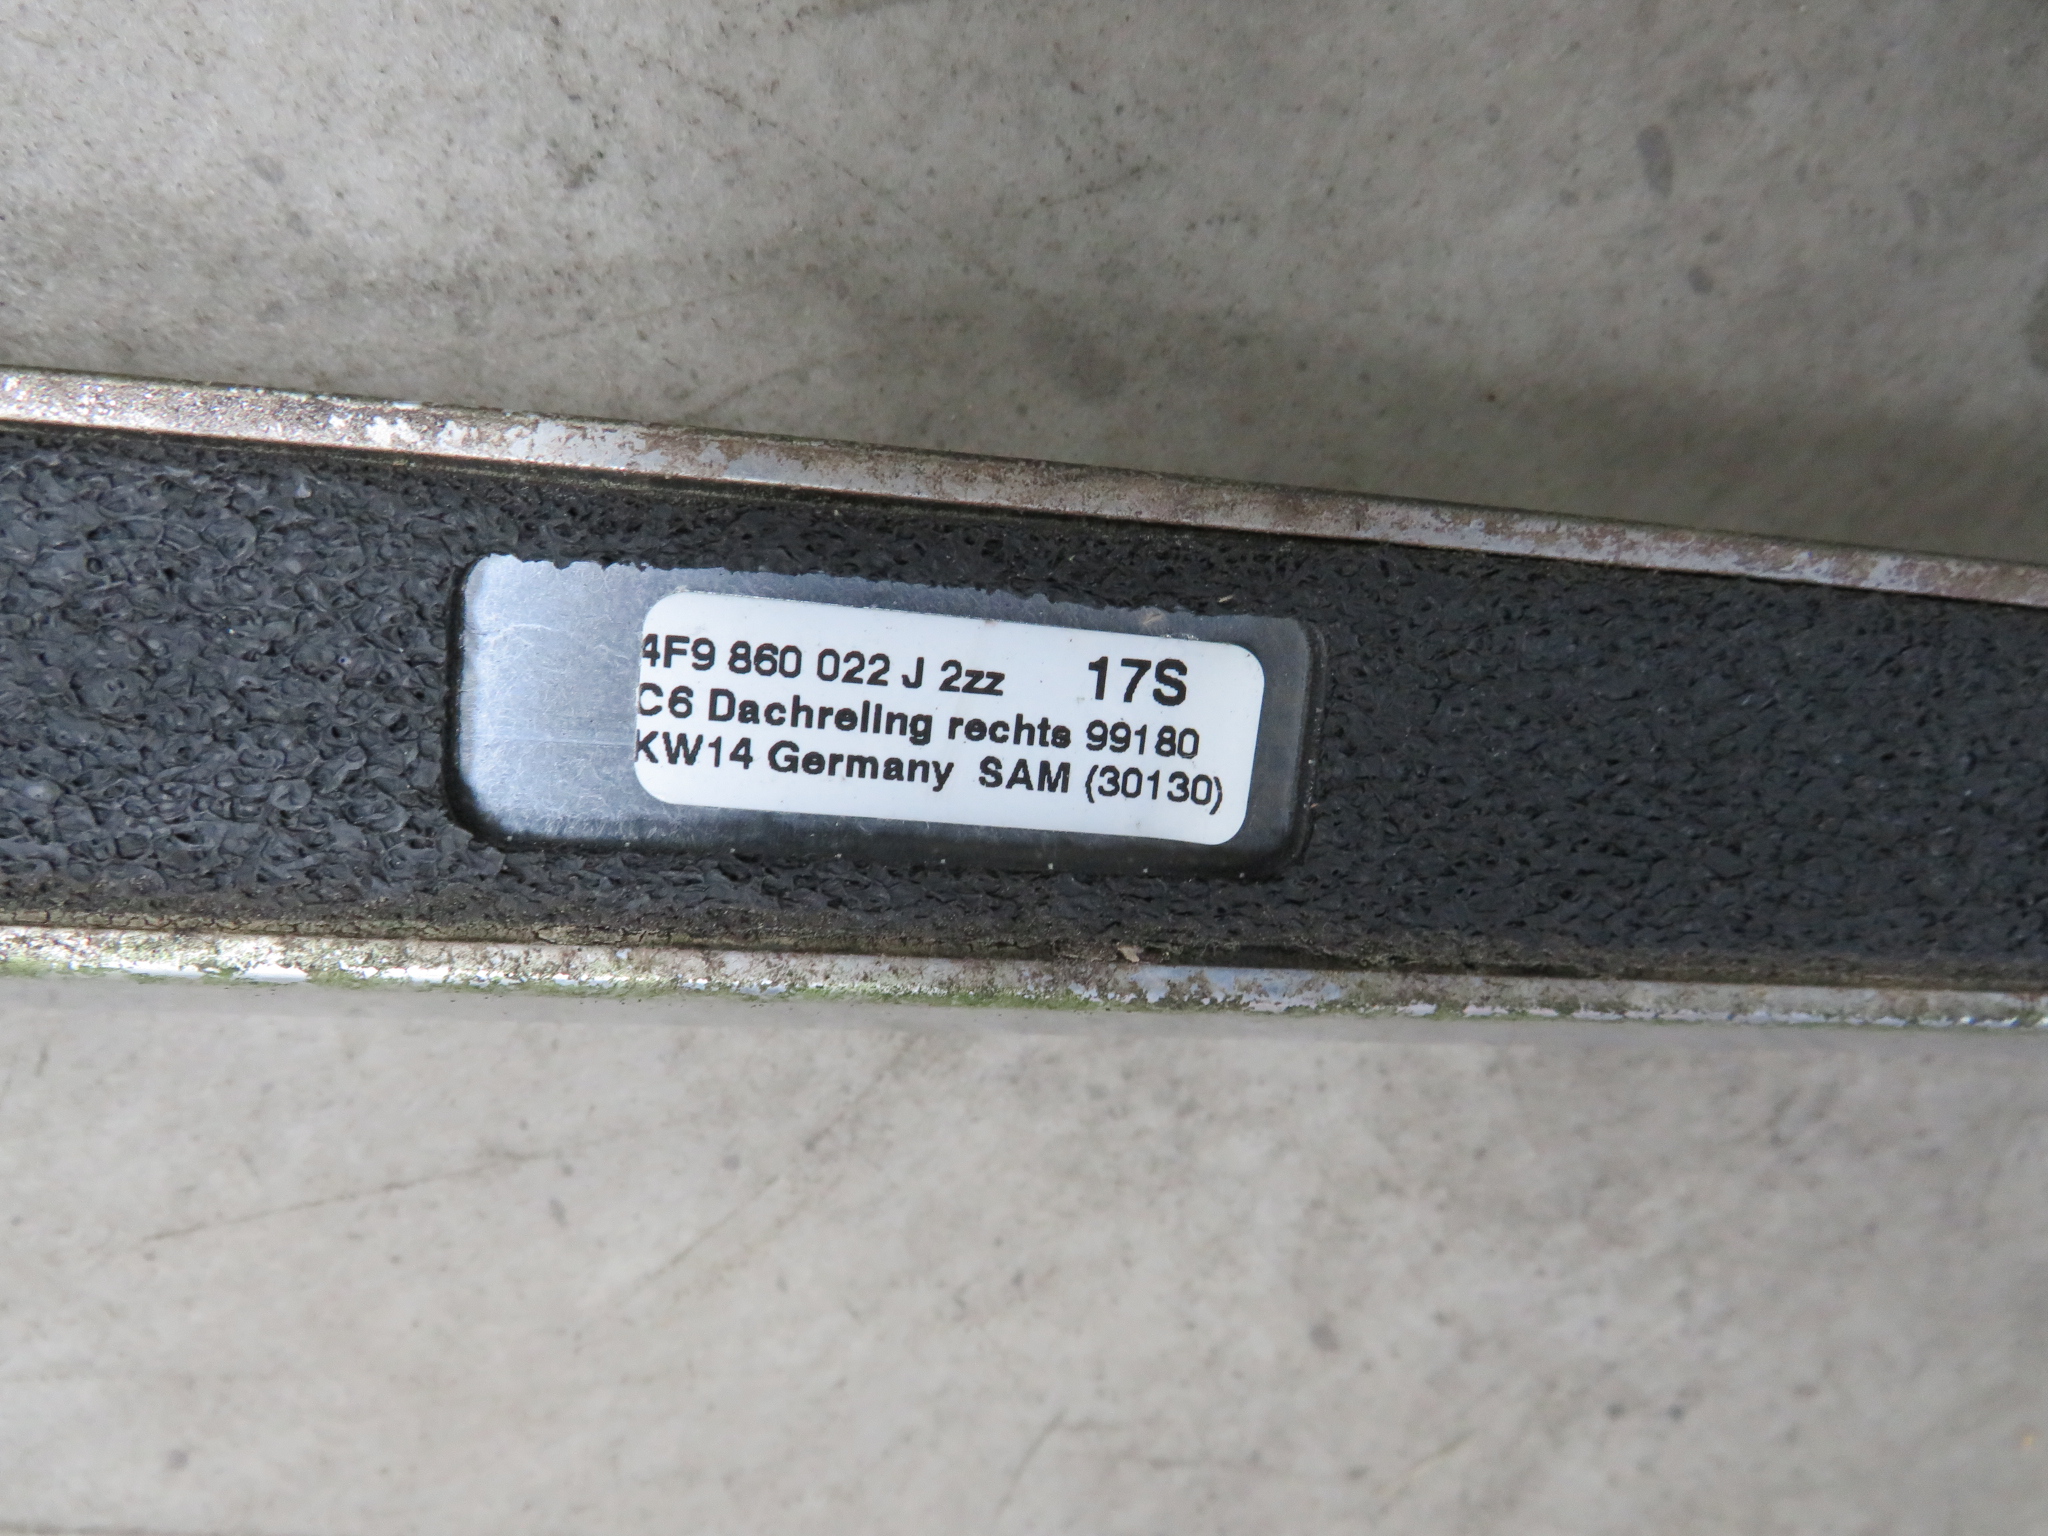 4F9 860 022 J 2zz 17S
C6 Dachreling rechts 99180
KW14 Germany SAM (30130)